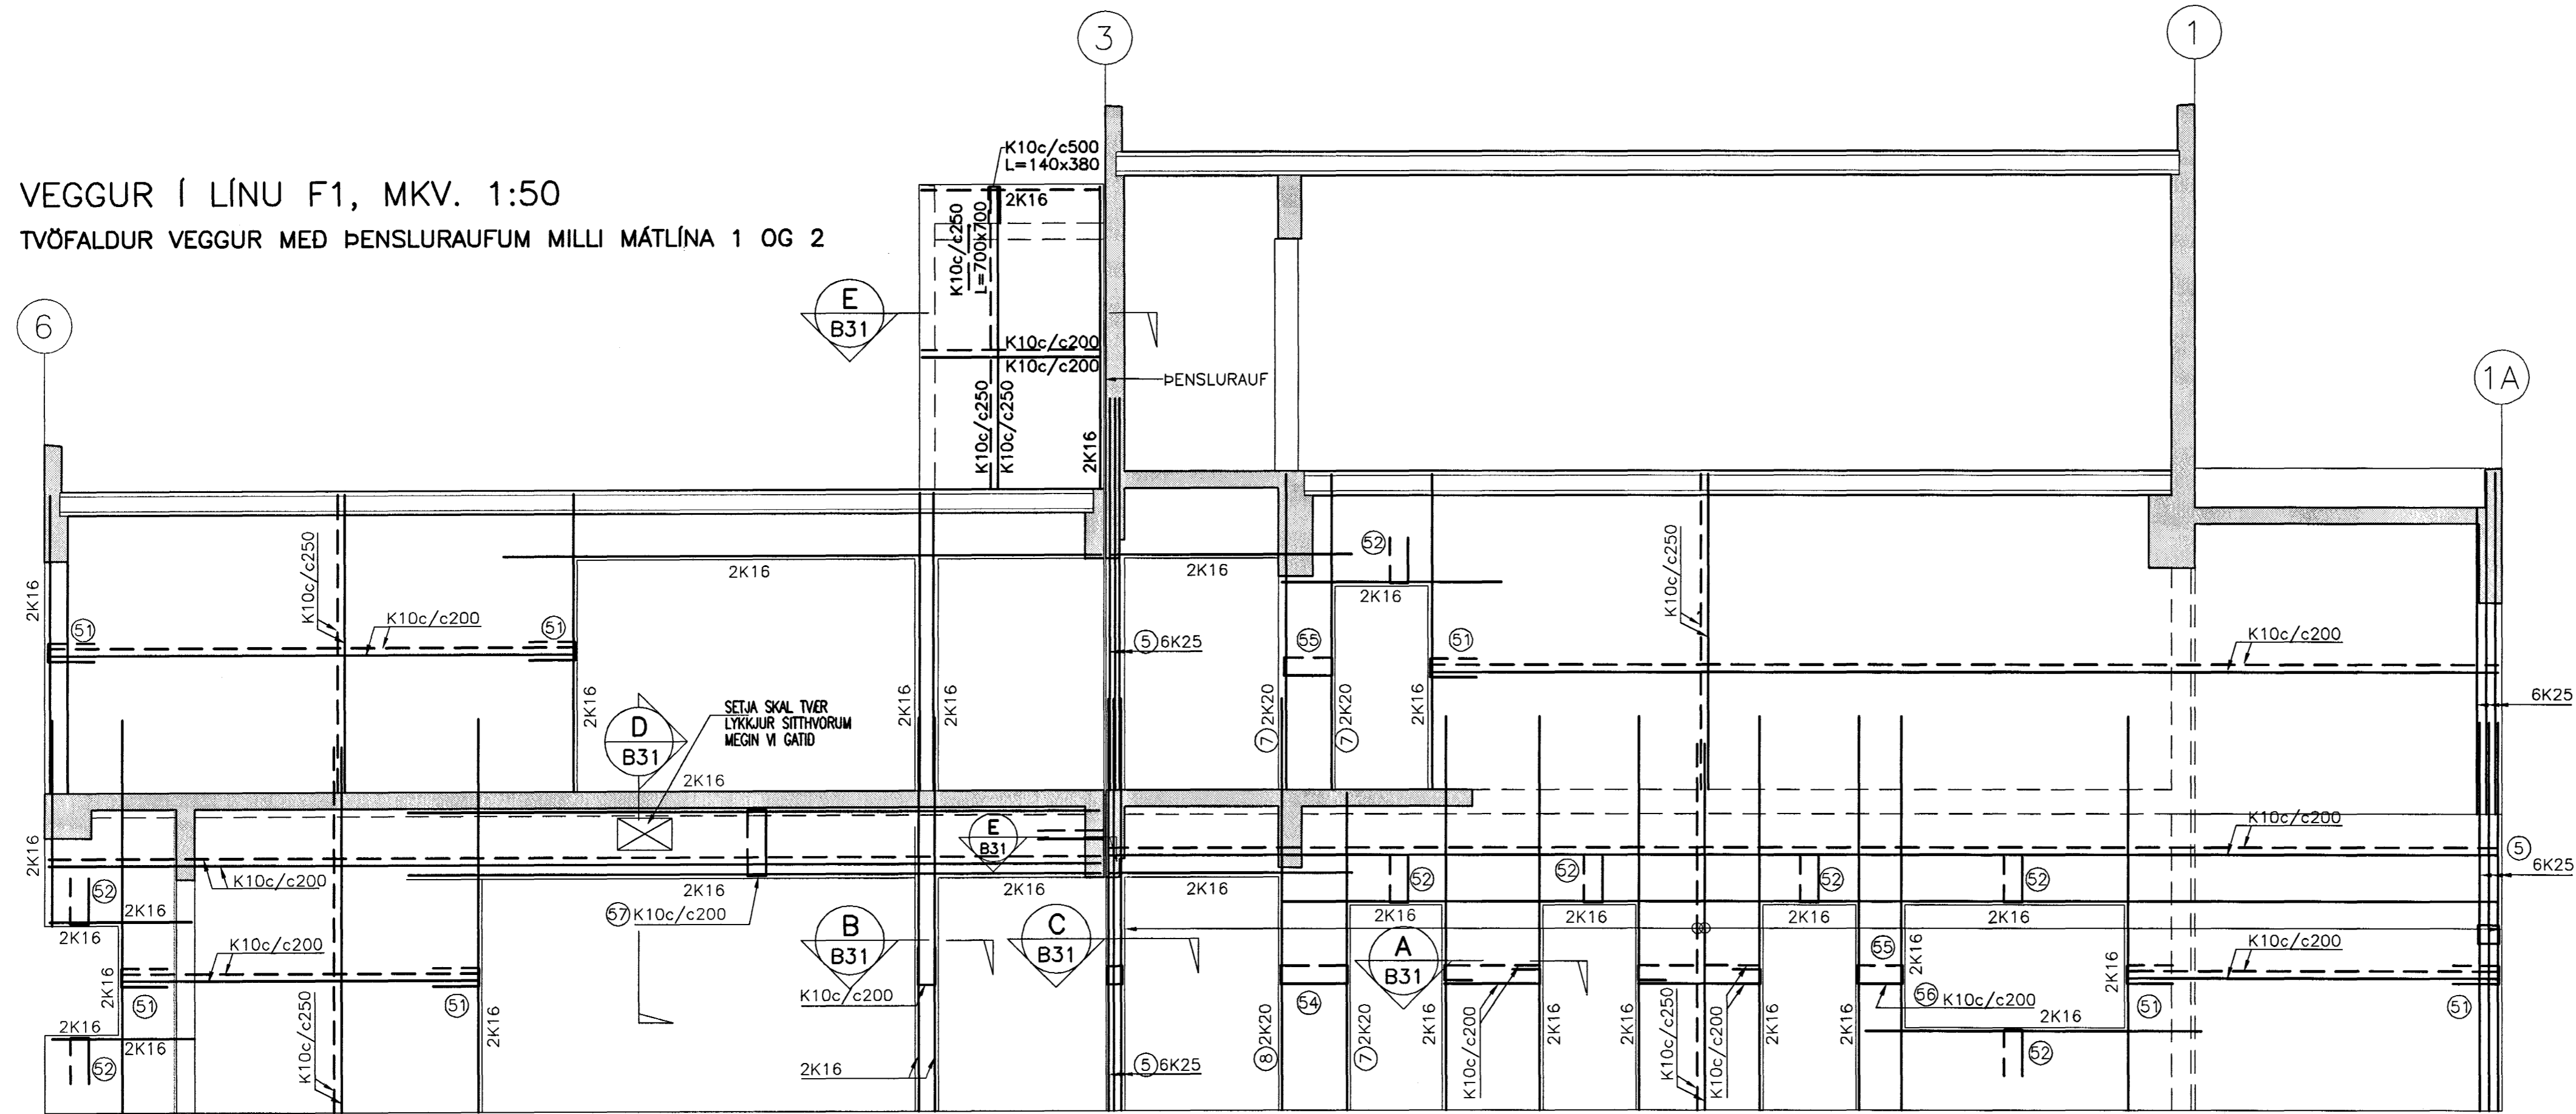 3
1
K10c/c500
L=140x380
2K16
VEGGUR Í LÍNU F1, MKV. 1:50
TVÖFALDUR VEGGUR MEÐ ÞENSLURAUFUM MILLI MÁTLÍNA 1 OG 2
K10c/c250
L=700x700
E
B31
6
K10c/c200
K10c/c200
ÞENSLURAUF
1A
K10c/c250
K10c/c250
2K16
2K16
K10c/c250
2K16
2K16
52
2K16
K10c/c250
51
K10c/c200
51
5 6K25
55
51
K10c/c200
2K16
D
B31
SETJA SKAL TVÆR
LYKKJUR SITTHVORUM
MEGIN VI GATIÐ
2K16
2K16
2K16
7 2K20
7 2K20
2K16
6K25
2K16
E
B31
K10c/c200
5
6K25
K10c/c200
52
2K16
2K16
2K16
2K16
52
52
52
52
57 K10c/c200
2K16
B
B31
C
B31
2K16
2K16
2K16
2K16
A
B31
K10c/c200
2K16
51
51
K10c/c200
54
55
2K16
56 K10c/c200
2K16
K10c/c200
51
51
2K16
2K16
52
K10c/c250
2K16
2K16
5 6K25
8 2K20
7 2K20
2K16
K10c/c200
2K16
2K16
K10c/c250
K10c/c200
2K16
2K16
2K16
52